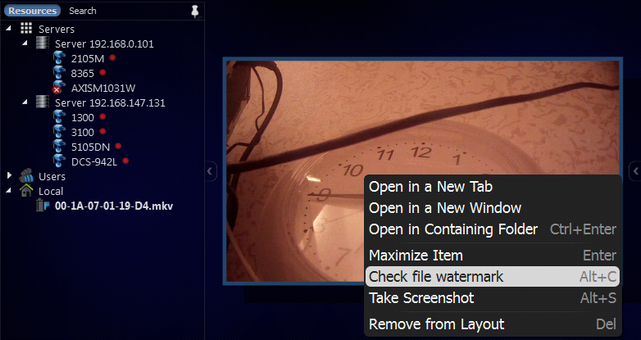 Resources Search
Servers
Server 192.168.0.101
2105M
8365
AXISM1031W
Server 192.168.147.131
1300
3100
5105DN
DCS-942L
Users
Local
00-1A-07-01-19-D4.mkv
9 10 11 12 1
Open in a New Tab
Open in a New Window
Open in Containing Folder Ctrl+Enter
Maximize Item Enter
Check file watermark Alt+C
Take Screenshot Alt+S
Remove from Layout Del